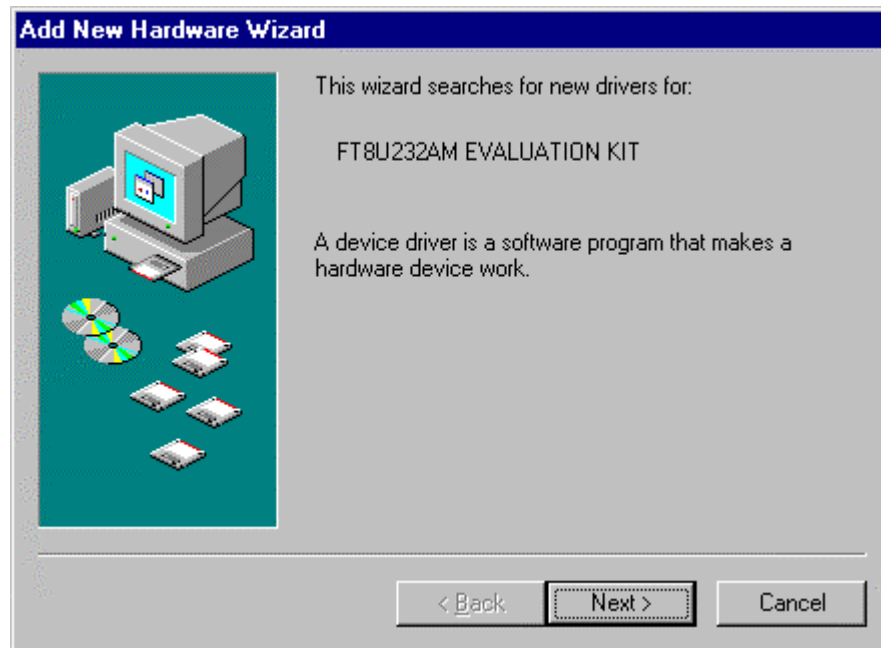 Add New Hardware Wizard
This wizard searches for new drivers for:
FT8U232AM EVALUATION KIT
A device driver is a software program that makes a
hardware device work.
< Back
Next >
Cancel